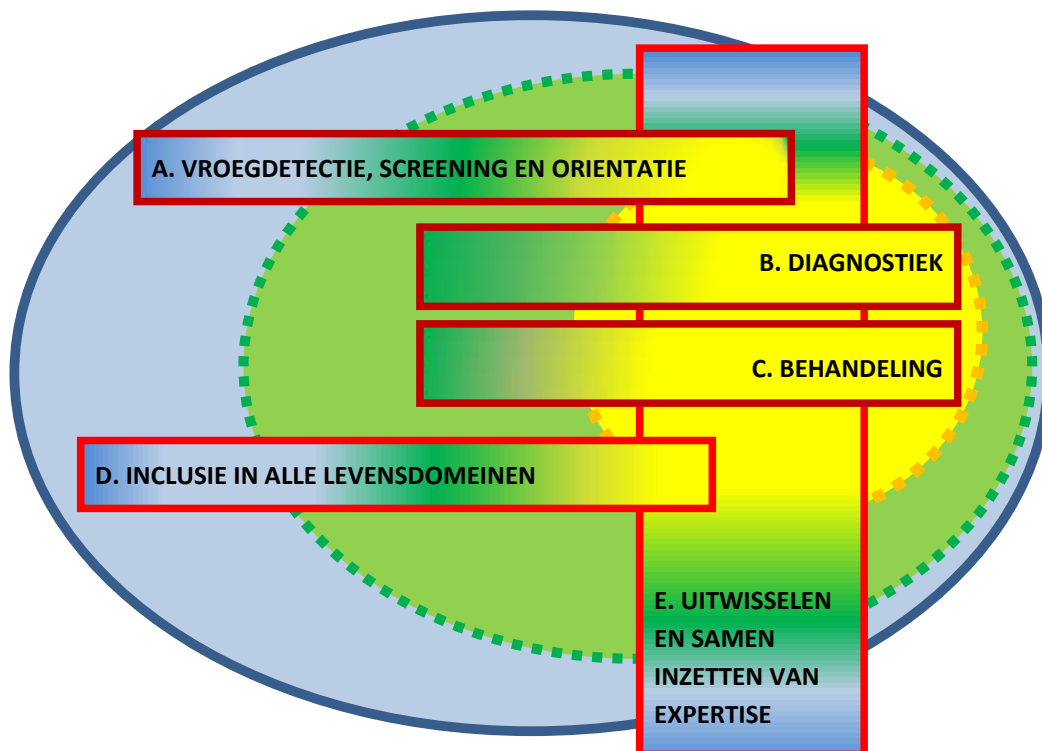 A. VROEGDETECTIE, SCREENING EN ORIENTATIE
B. DIAGNOSTIEK
C. BEHANDELING
D. INCLUSIE IN ALLE LEVENSDOMEINEN
E. UITWISSELEN
EN SAMEN
INZETTEN VAN
EXPERTISE